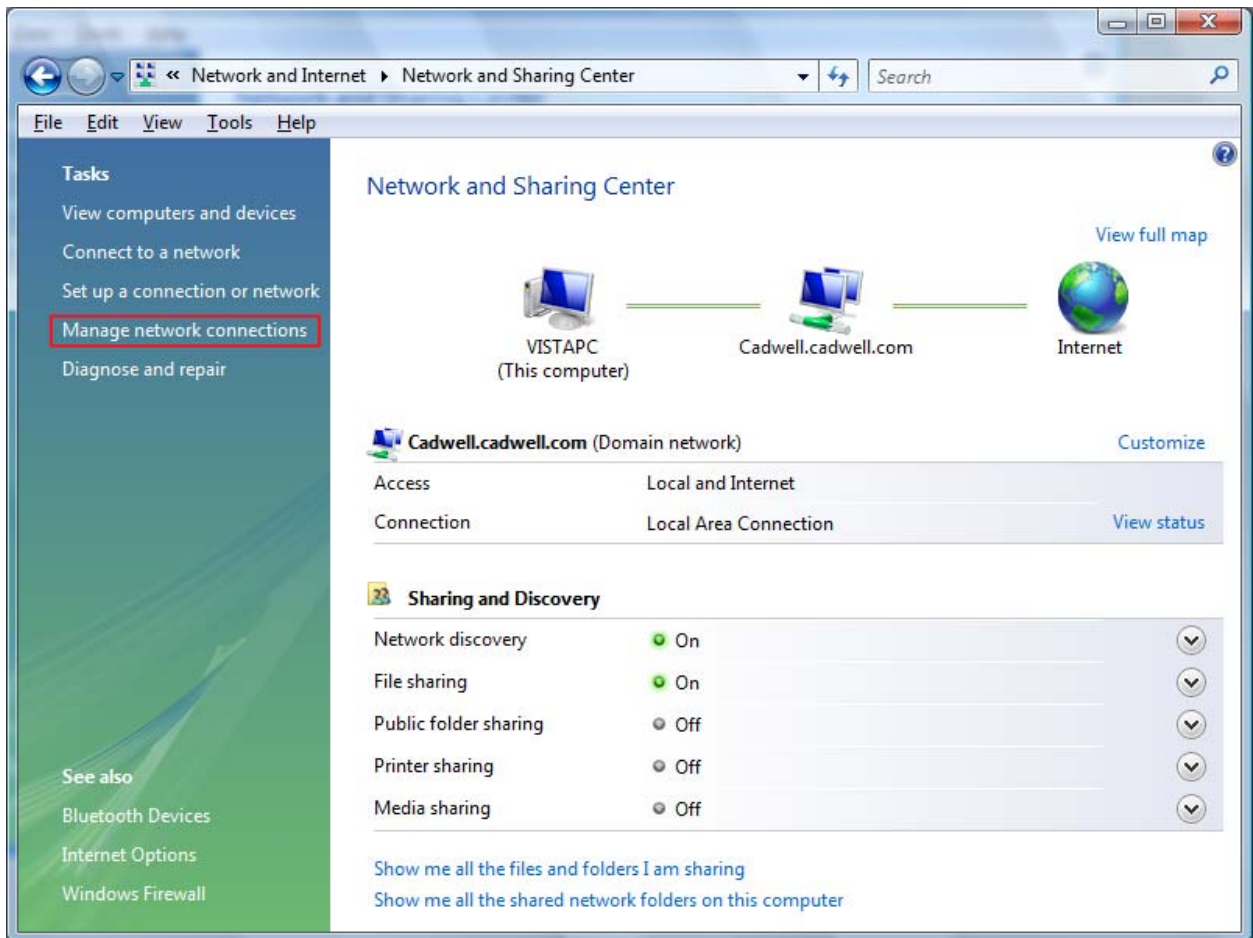 « Network and Internet ▸ Network and Sharing Center
Search
File Edit View Tools Help
Tasks
View computers and devices
Connect to a network
Set up a connection or network
Manage network connections
Diagnose and repair
See also
Bluetooth Devices
Internet Options
Windows Firewall
Network and Sharing Center
View full map
VISTAPC
(This computer)
Cadwell.cadwell.com
Internet
Cadwell.cadwell.com (Domain network)
Customize
Access Local and Internet
Connection Local Area Connection View status
Sharing and Discovery
Network discovery On
File sharing On
Public folder sharing Off
Printer sharing Off
Media sharing Off
Show me all the files and folders I am sharing
Show me all the shared network folders on this computer